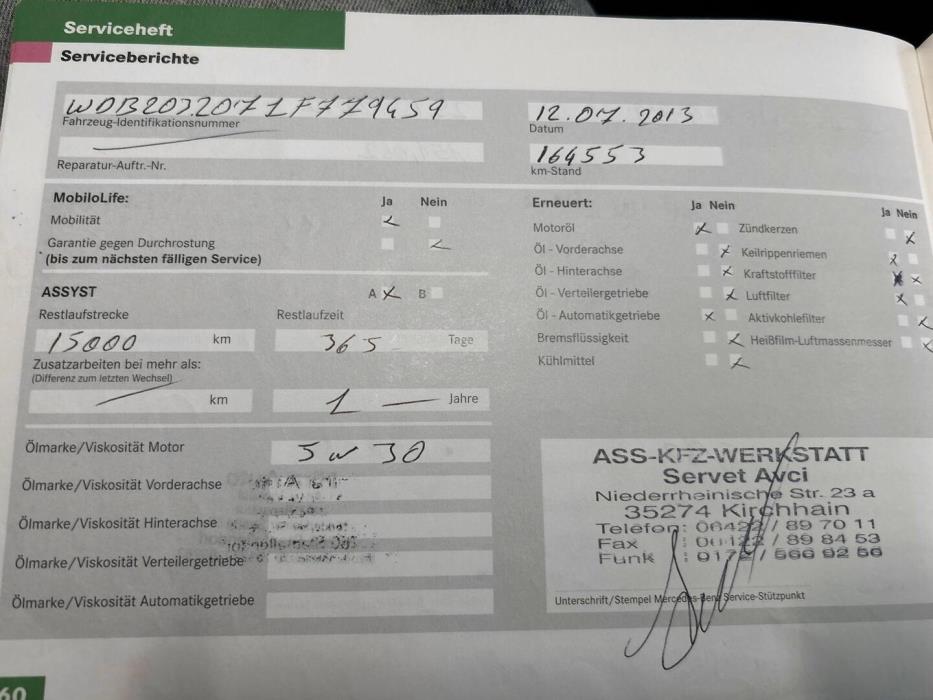 Serviceheft
Serviceberichte
WDB2032071F779459
Fahrzeug-Identifikationsnummer
12.07.2013
Datum
Reparatur-Auftr.-Nr.
164553
km-Stand
MobiloLife: Ja Nein
Mobilität
Garantie gegen Durchrostung
(bis zum nächsten fälligen Service)
ASSYST A B
Restlaufstrecke Restlaufzeit
15000 km 365 Tage
Zusatzarbeiten bei mehr als:
(Differenz zum letzten Wechsel)
km 1 Jahre
Erneuert: Ja Nein Ja Nein
Motoröl Zündkerzen
Öl - Vorderachse Keilrippenriemen
Öl - Hinterachse Kraftstofffilter
Öl - Verteilergetriebe Luftfilter
Öl - Automatikgetriebe Aktivkohlefilter
Bremsflüssigkeit Heißfilm-Luftmassenmesser
Kühlmittel
Ölmarke/Viskosität Motor 5W30
Ölmarke/Viskosität Vorderachse
Ölmarke/Viskosität Hinterachse
Ölmarke/Viskosität Verteilergetriebe
Ölmarke/Viskosität Automatikgetriebe
ASS-KFZ-WERKSTATT
Servet Avci
Niederrheinische Str. 23 a
35274 Kirchhain
Telefon: 06422 / 89 70 11
Fax : 06422 / 89 84 53
Funk : 0172 / 566 92 56
Unterschrift/Stempel Mercedes-Benz Service-Stützpunkt
60